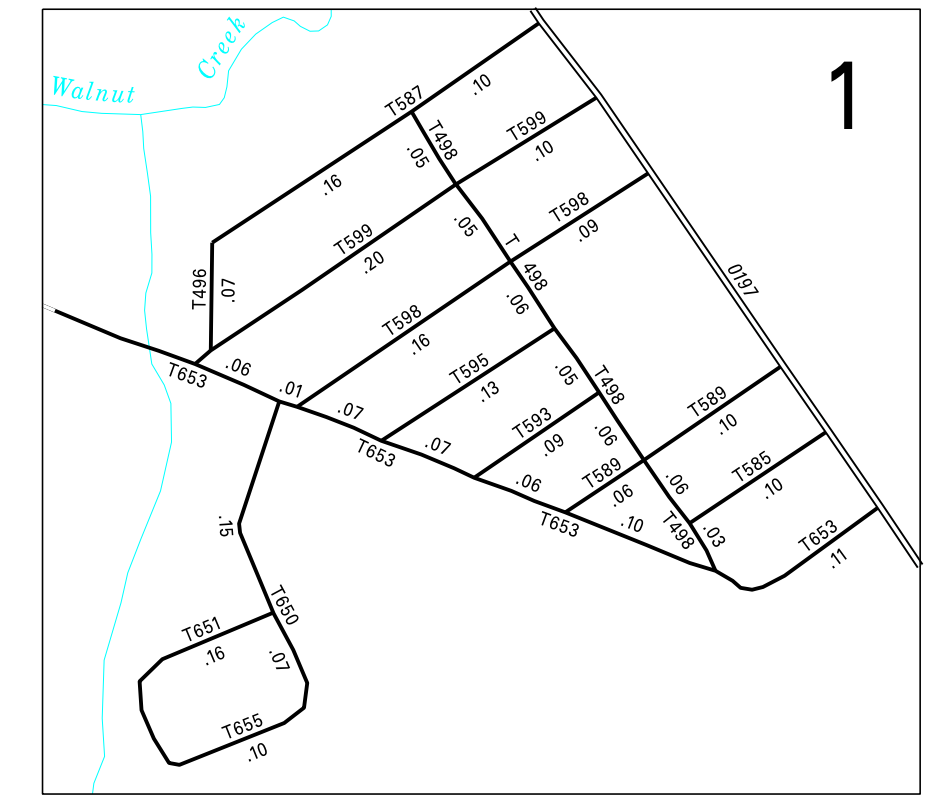 Walnut
Creek
1
T587
.10
T498
.05
T599
.10
.16
T599
.20
.05
T598
.09
T
498
T496
.07
0197
T598
.16
.06
T595
.13
.05
T498
T653
.06
.01
.07
T653
.07
T593
.09
.06
T589
.10
T589
.06
.06
T585
.10
.06
T653
.10
T498
.03
T653
.11
.15
T650
T651
.16
.07
T655
.10